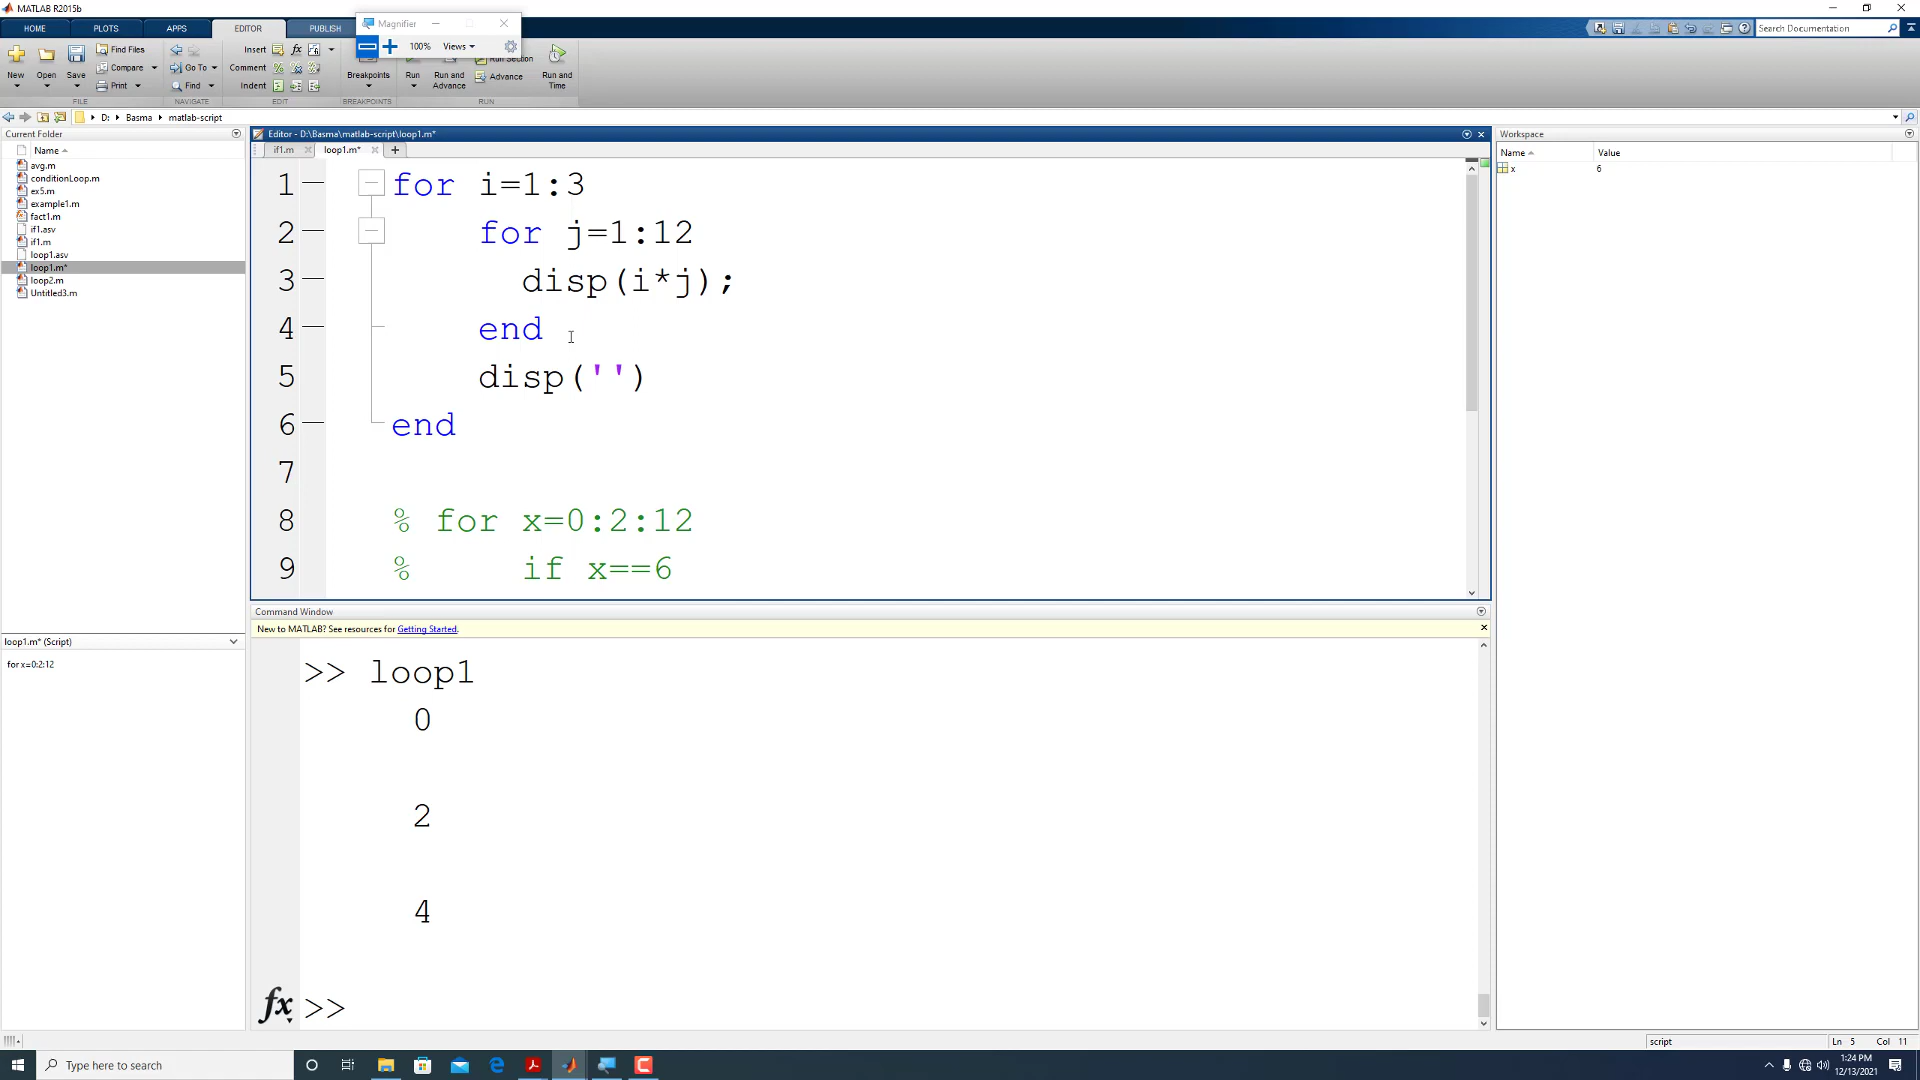 MATLAB R2015b
Magnifier
HOME PLOTS APPS EDITOR PUBLISH
100% Views
Search Documentation
New Open Save
Find Files
Compare
Print
FILE
Go To
Find
NAVIGATE
Insert fx
Comment
Indent
EDIT
Breakpoints
BREAKPOINTS
Run
Run and Advance
Run Section
Advance
Run and Time
RUN
D: Basma matlab-script
Current Folder
Name
avg.m
conditionLoop.m
ex5.m
example1.m
fact1.m
if1.asv
if1.m
loop1.asv
loop1.m*
loop2.m
Untitled3.m
loop1.m* (Script)
for x=0:2:12
Editor - D:\Basma\matlab-script\loop1.m*
if1.m loop1.m*
1 for i=1:3
2 for j=1:12
3 disp(i*j);
4 end
5 disp('')
6 end
7
8 % for x=0:2:12
9 % if x==6
Command Window
New to MATLAB? See resources for Getting Started.
>> loop1
0
2
4
fx >>
Workspace
Name Value
x 6
script Ln 5 Col 11
Type here to search
1:24 PM
12/13/2021